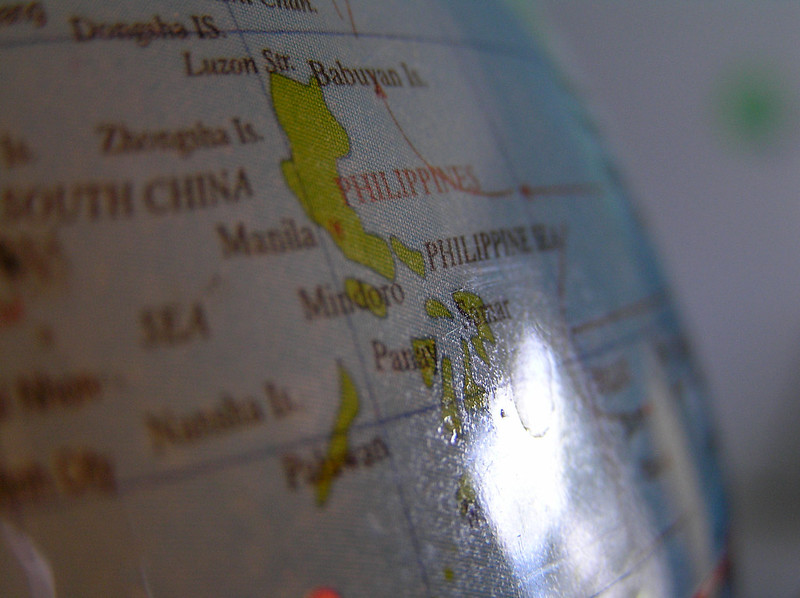 Dongsha IS.
Luzon Str.
Babuyan Is.
Zhongsha Is.
Is.
SOUTH CHINA
PHILIPPINES
Manila
PHILIPPINE SEA
Mindoro
SEA
Samar
Panay
Nansha Is.
Palawan